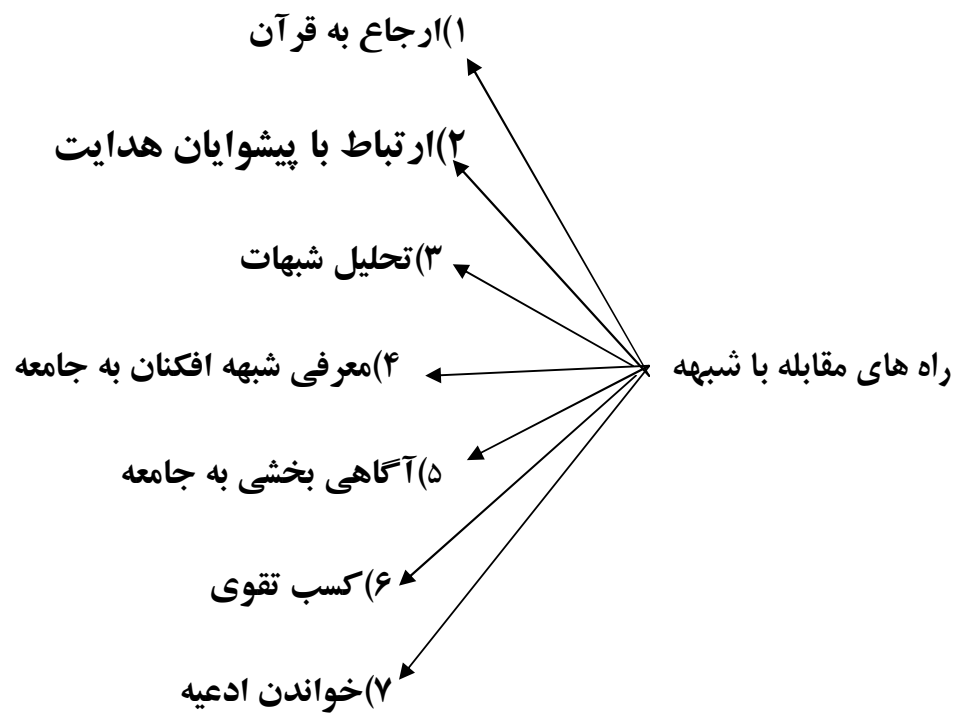 راه های مقابله با شبهه
۱)ارجاع به قرآن
۲)ارتباط با پیشوایان هدایت
۳)تحلیل شبهات
۴)معرفی شبهه افکنان به جامعه
۵)آگاهی بخشی به جامعه
۶)کسب تقوی
۷)خواندن ادعیه